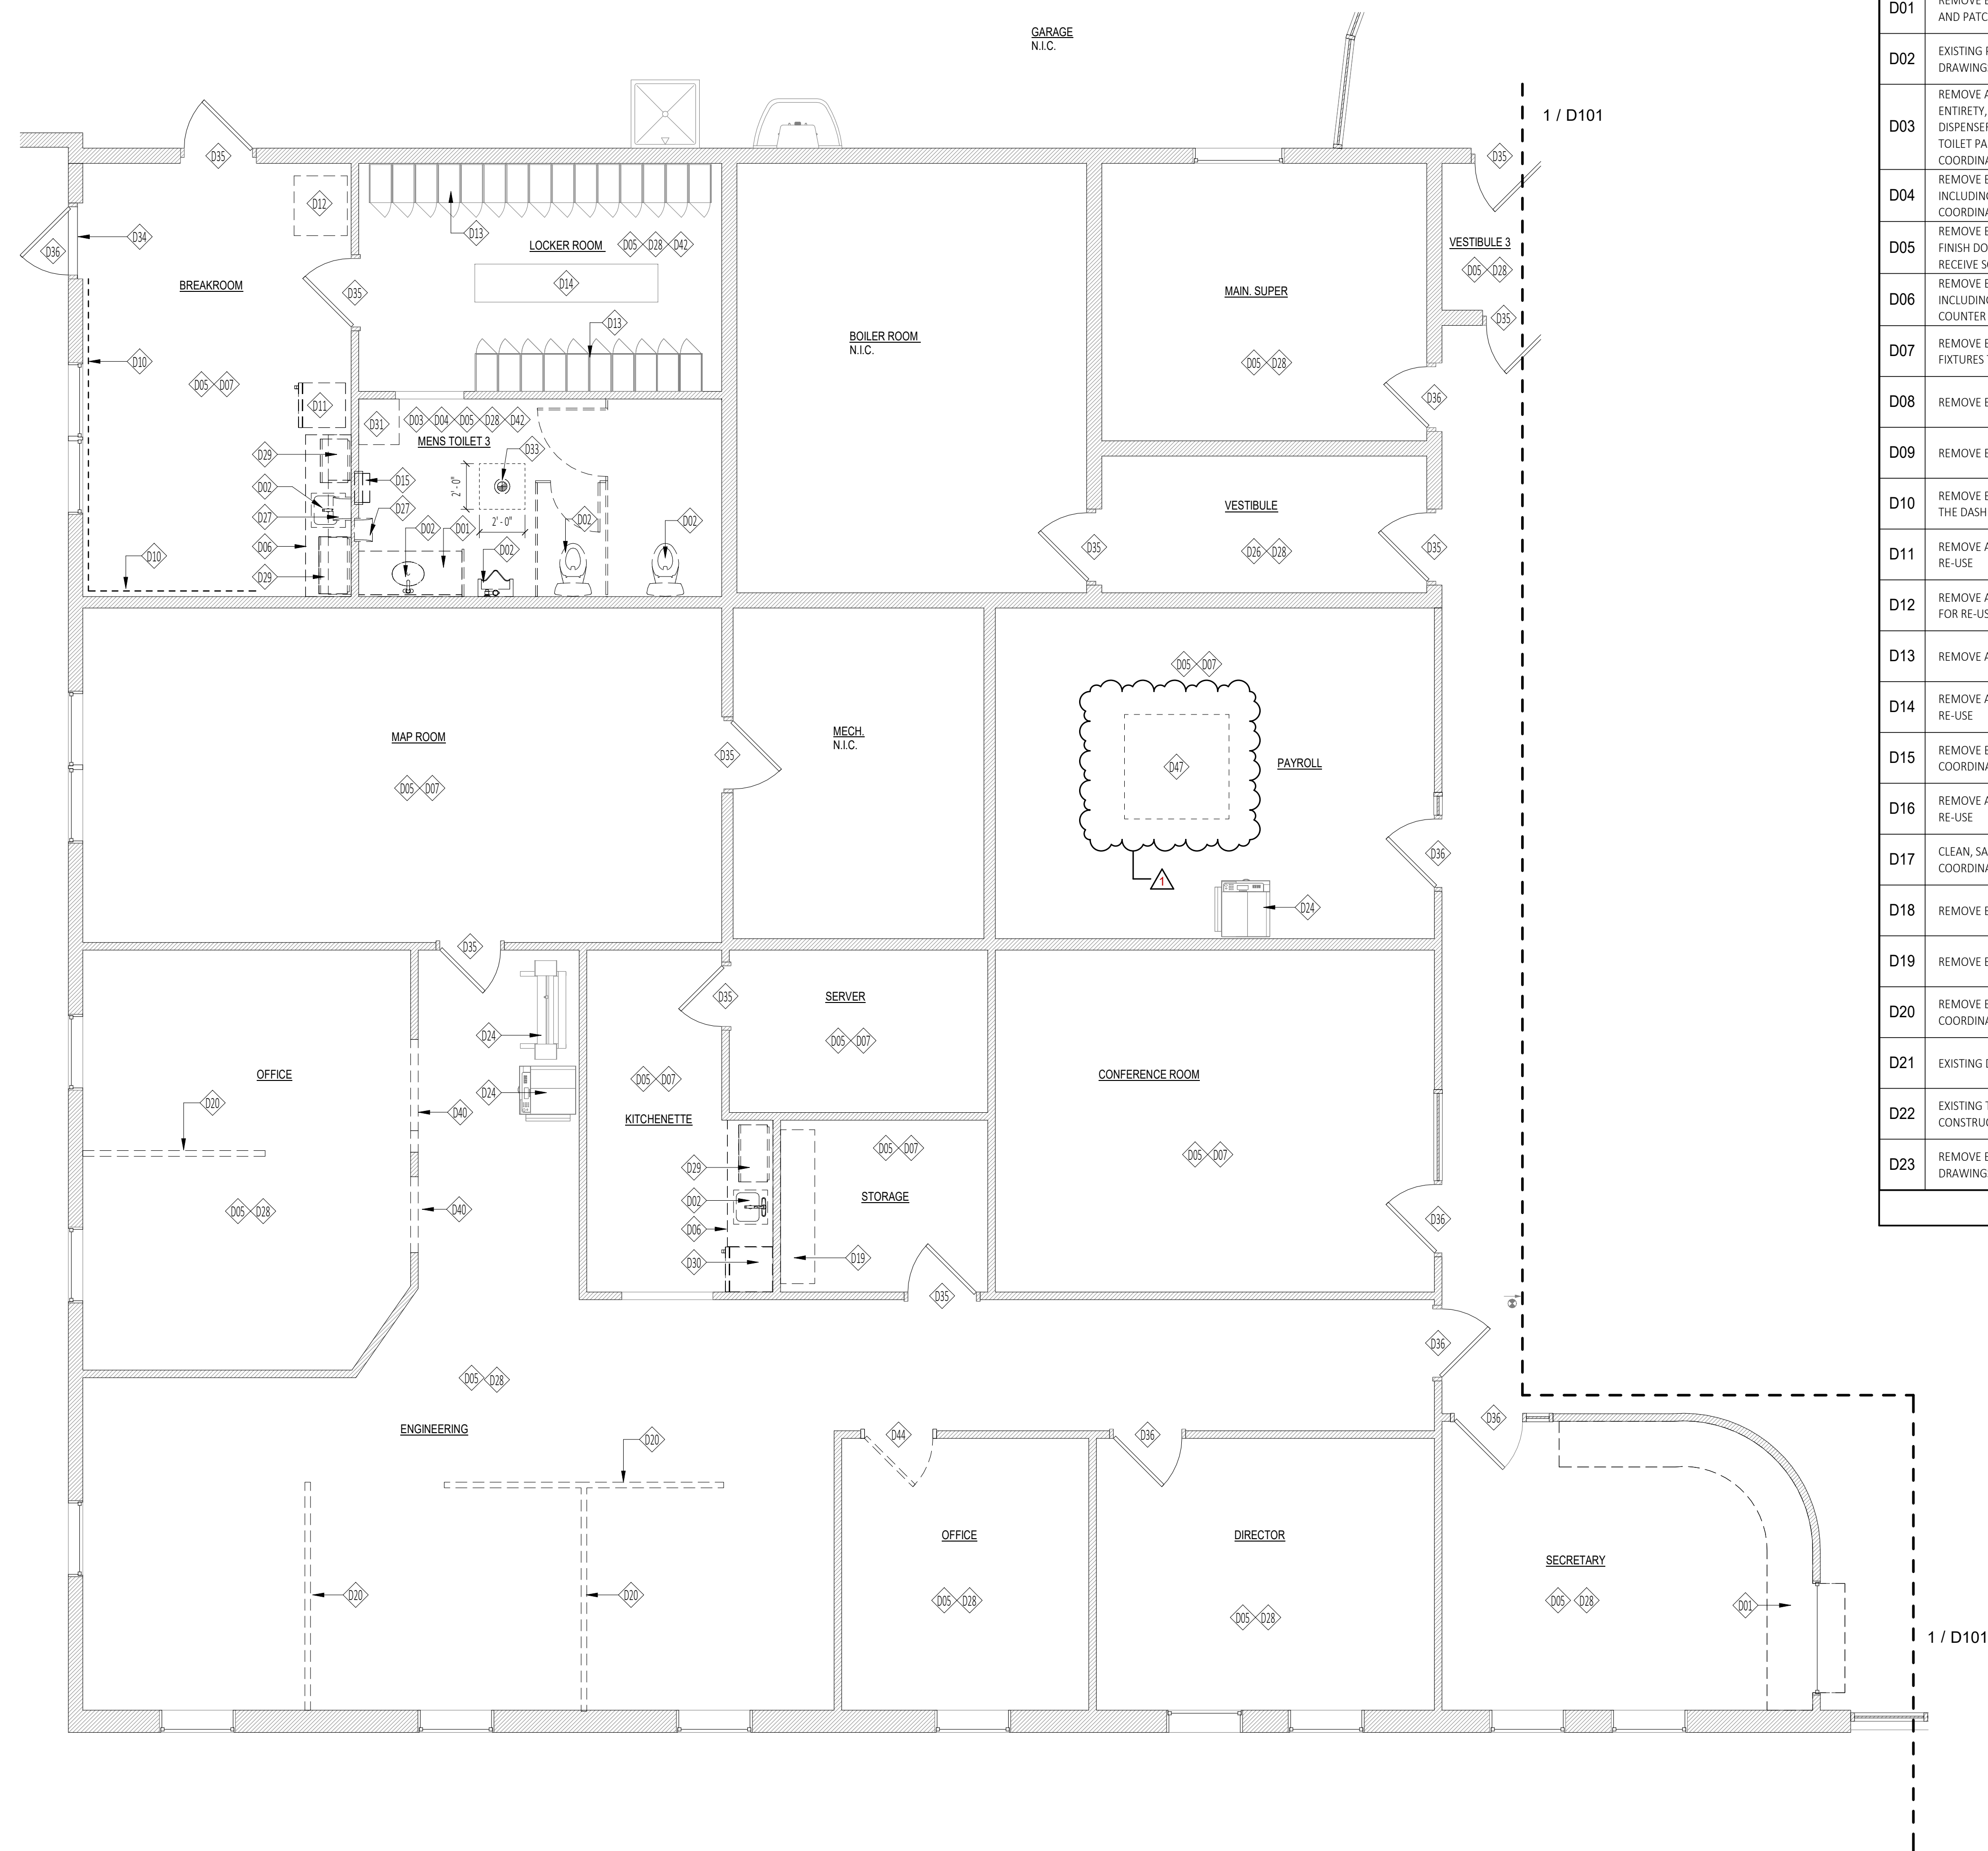 GARAGE
N.I.C.
1 / D101
D35
D35
D12
D34
D36
D13
LOCKER ROOM D05 D28 D42
BREAKROOM
D35
D14
VESTIBULE 3
D05 D28
MAIN. SUPER
D35
D13
BOILER ROOM
N.I.C.
D10
D05 D07
D05 D28
D11
D36
D31
D03 D04 D05 D28 D42
MENS TOILET 3
D33
D29
D15
D02
2' - 0"
2' - 0"
D27
D27
D02
D01
D02
D02
D02
D06
D10
D29
VESTIBULE
D26 D28
D35
D35
D05 D07
MAP ROOM
D05 D07
D35
MECH.
N.I.C.
D47
PAYROLL
D36
1
D24
D35
D35
SERVER
D05 D07
D24
D24
OFFICE
D20
D40
D05 D07
KITCHENETTE
CONFERENCE ROOM
D05 D07
D05 D07
D29
D02
D06
D30
STORAGE
D19
D05 D28
D40
D36
D35
D36
D05 D28
ENGINEERING
D20
D44
D36
D36
D20
D20
OFFICE
D05 D28
DIRECTOR
D05 D28
SECRETARY
D05 D28
D01
1 / D101
D01
AND PATC
D02
EXISTING
DRAWING
D03
REMOVE A
ENTIRETY,
DISPENSER
TOILET PA
COORDINA
D04
REMOVE E
INCLUDING
COORDINA
D05
REMOVE E
FINISH DO
RECEIVE S
D06
REMOVE E
INCLUDING
COUNTER
D07
REMOVE E
FIXTURES
D08
REMOVE E
D09
REMOVE E
D10
REMOVE E
THE DASH
D11
REMOVE A
RE-USE
D12
REMOVE A
FOR RE-US
D13
REMOVE A
D14
REMOVE A
RE-USE
D15
REMOVE E
COORDINA
D16
REMOVE A
RE-USE
D17
CLEAN, SA
COORDINA
D18
REMOVE E
D19
REMOVE E
D20
REMOVE E
COORDINA
D21
EXISTING
D22
EXISTING T
CONSTRUC
D23
REMOVE E
DRAWING